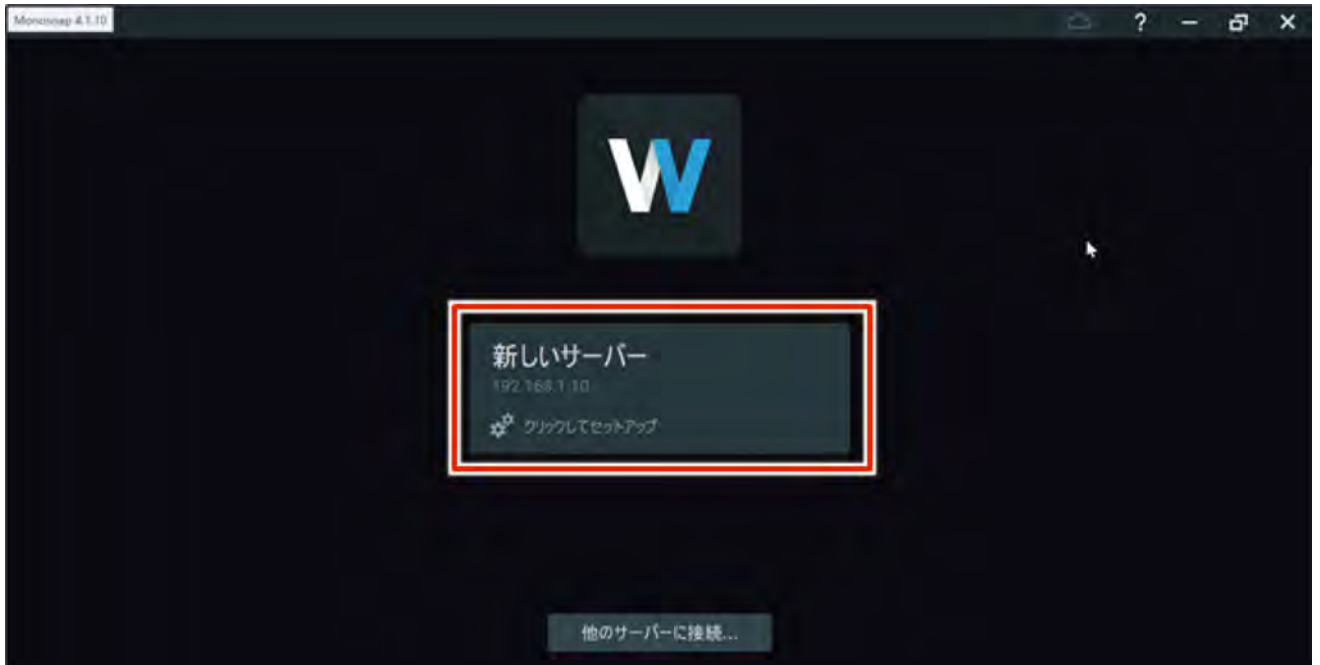 Monosnap 4.1.10
?
W
新しいサーバー
192.168.1.10
クリックしてセットアップ
他のサーバーに接続...